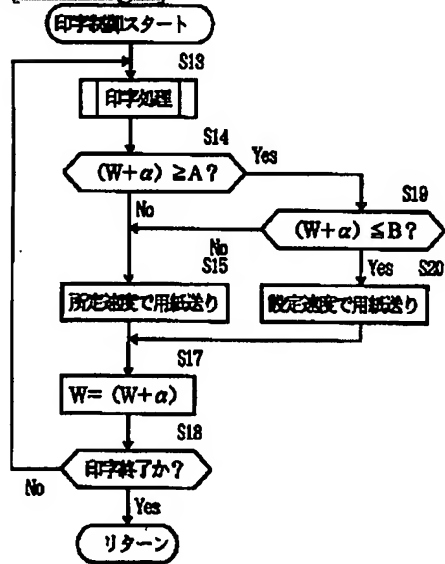 印字制御スタート
S13
印字処理
S14
(W+α) ≧A?
Yes
S19
No
(W+α) ≦B?
No
S15
Yes
S20
所定速度で用紙送り
設定速度で用紙送り
S17
W= (W+α)
S18
印字終了か?
No
Yes
リターン